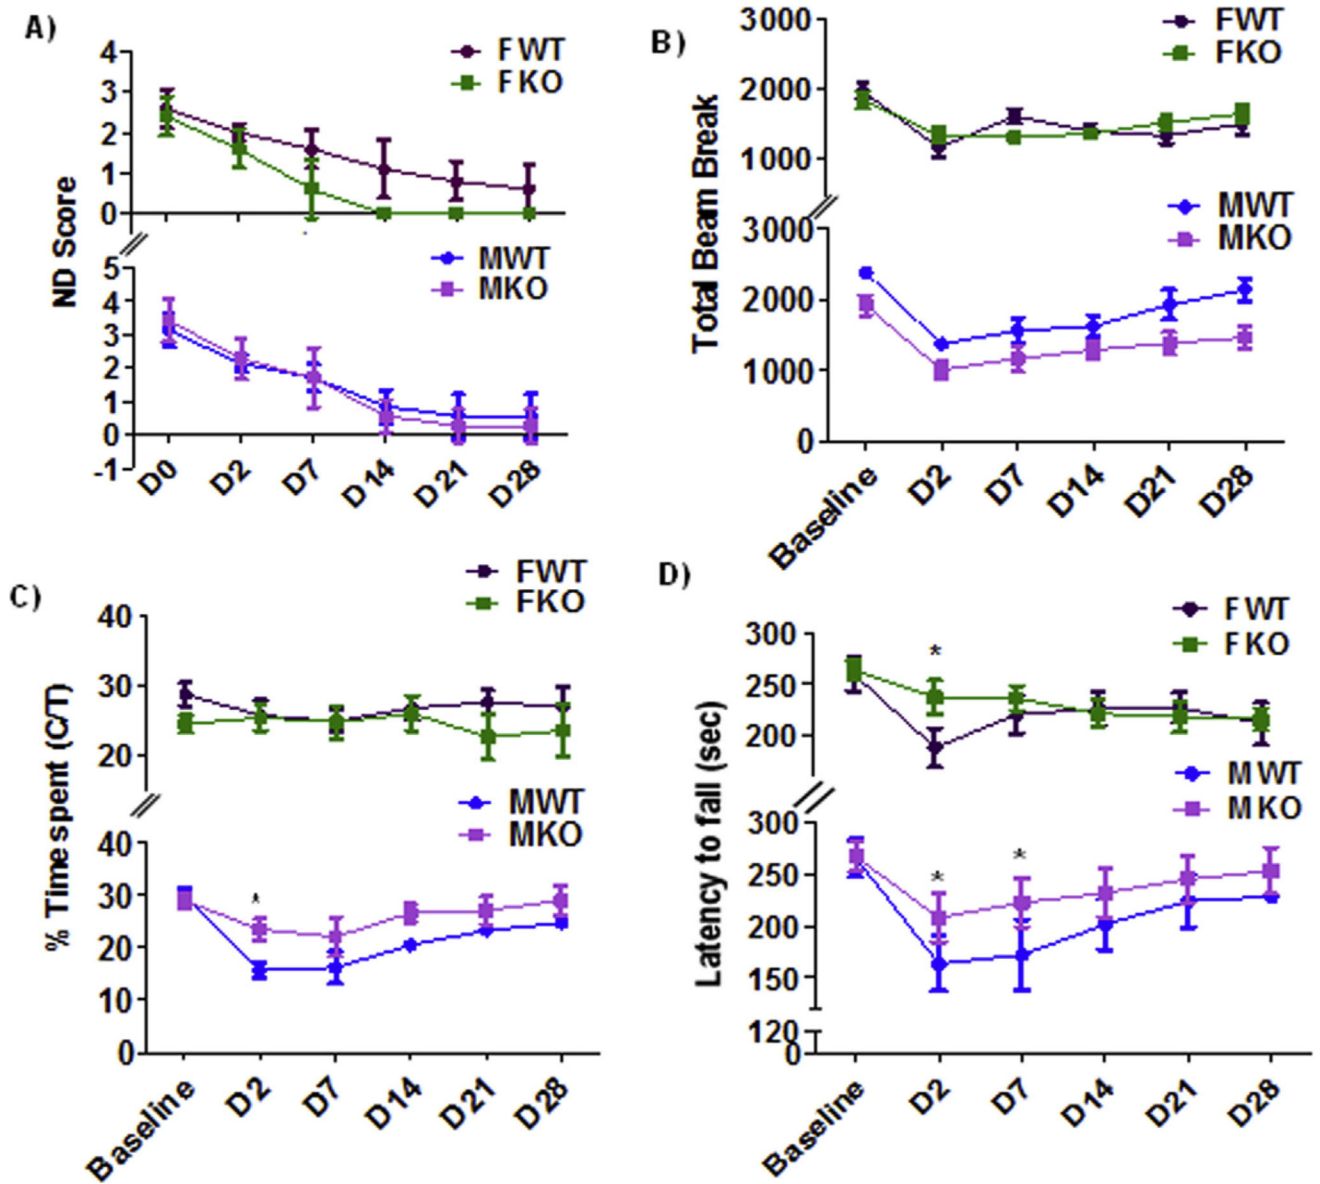 A)
FWT
FKO
4
3
2
1
0
MWT
MKO
5
4
3
2
1
0
-1
ND Score
D0 D2 D7 D14 D21 D28
B)
FWT
FKO
3000
2000
1000
MWT
MKO
3000
2000
1000
0
Total Beam Break
Baseline D2 D7 D14 D21 D28
C)
FWT
FKO
40
30
20
MWT
MKO
40
30
*
20
10
0
% Time spent (C/T)
Baseline D2 D7 D14 D21 D28
D)
FWT
FKO
300
*
250
200
MWT
MKO
300
* *
250
200
150
120
0
Latency to fall (sec)
Baseline D2 D7 D14 D21 D28